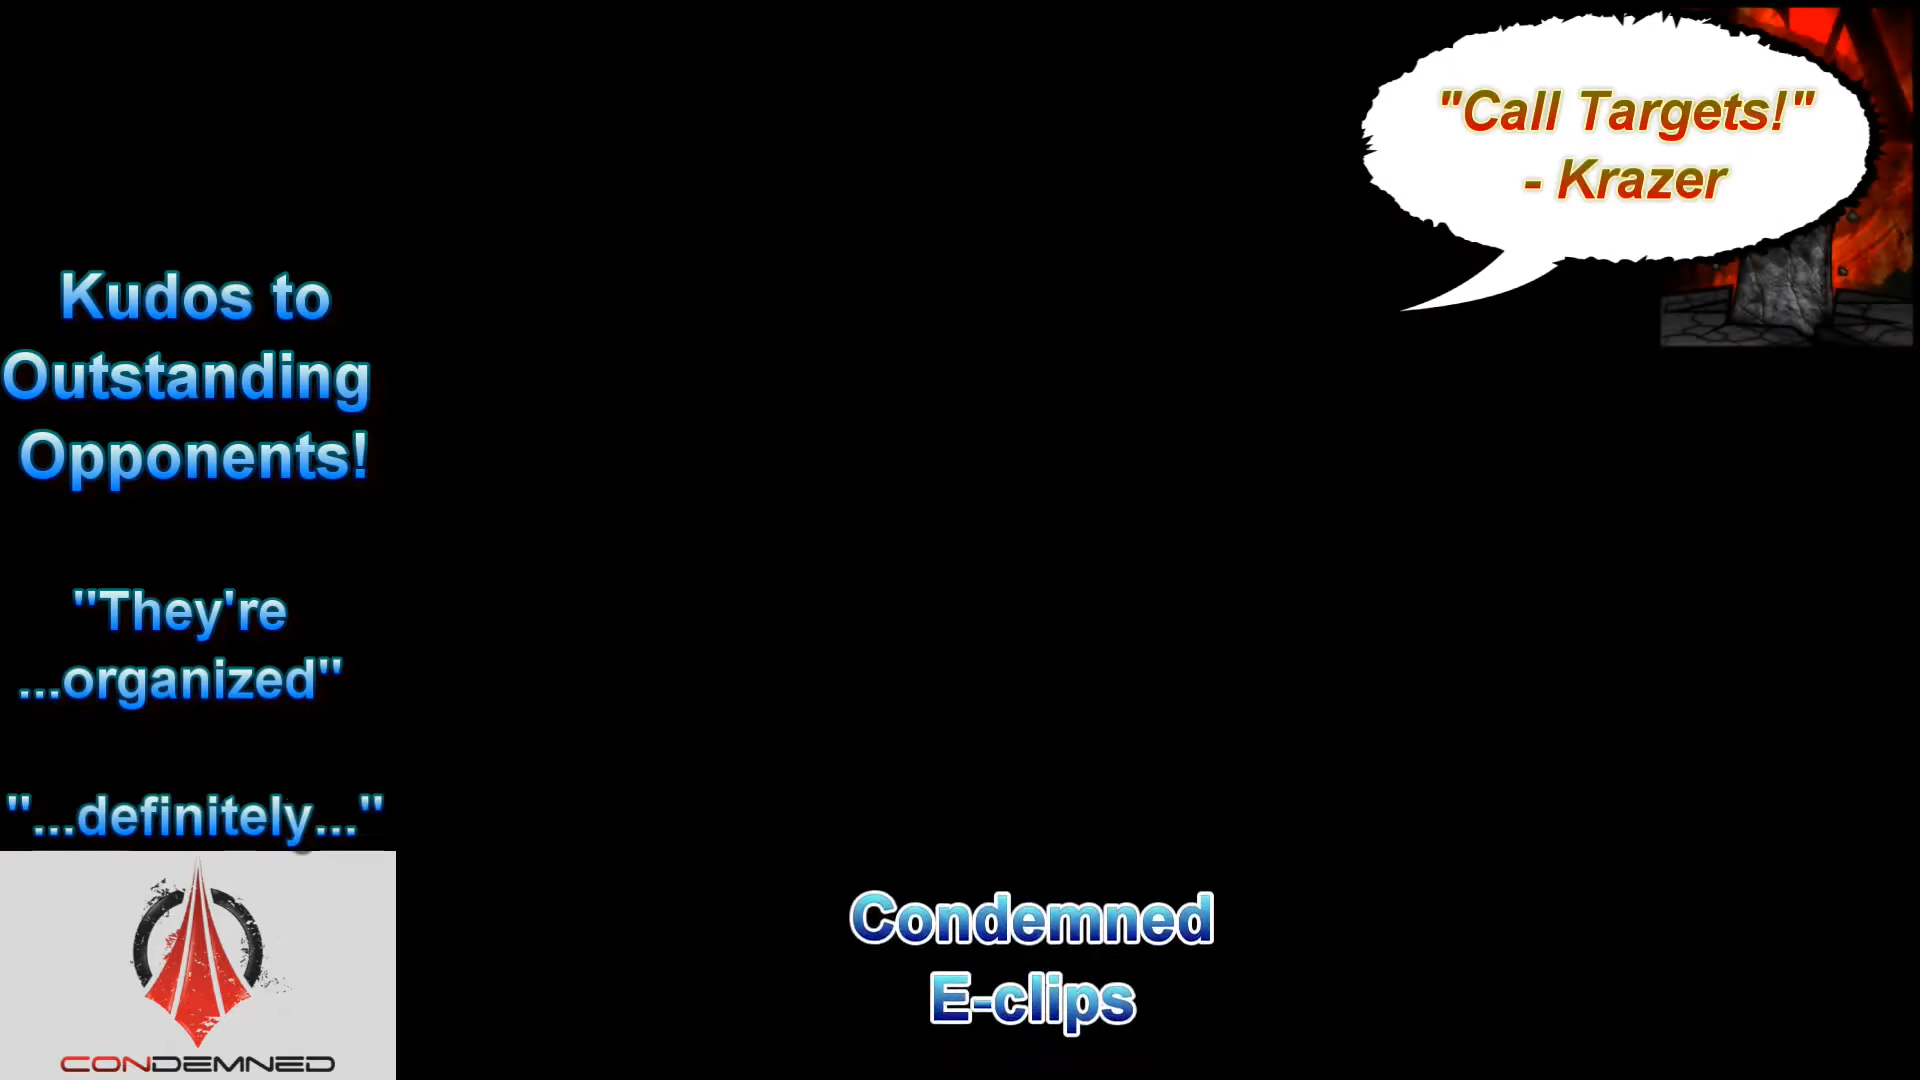 "Call Targets!"
- Krazer
Kudos to
Outstanding
Opponents!
"They're
...organized"
"...definitely..."
CONDEMNED
Condemned
E-clips